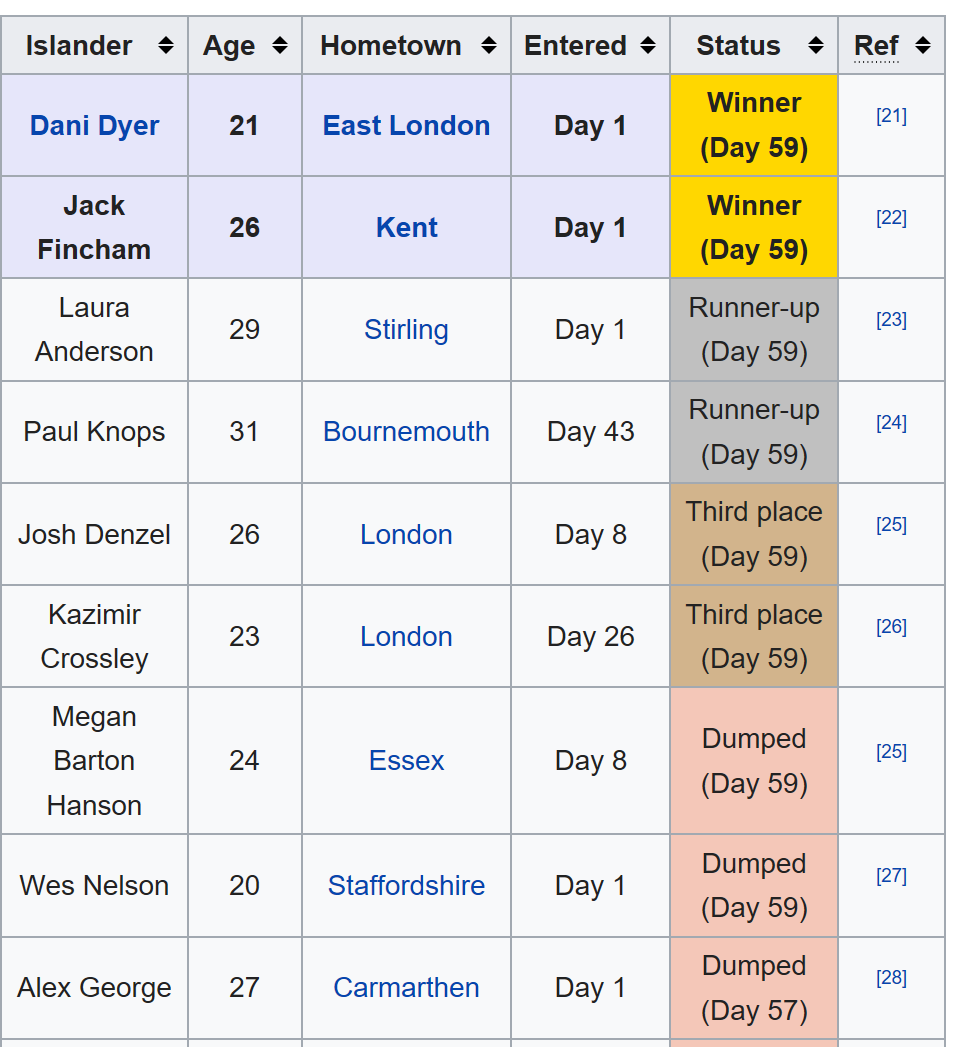 Islander Age Hometown Entered Status Ref
Dani Dyer 21 East London Day 1 Winner (Day 59) [21]
Jack Fincham 26 Kent Day 1 Winner (Day 59) [22]
Laura Anderson 29 Stirling Day 1 Runner-up (Day 59) [23]
Paul Knops 31 Bournemouth Day 43 Runner-up (Day 59) [24]
Josh Denzel 26 London Day 8 Third place (Day 59) [25]
Kazimir Crossley 23 London Day 26 Third place (Day 59) [26]
Megan Barton Hanson 24 Essex Day 8 Dumped (Day 59) [25]
Wes Nelson 20 Staffordshire Day 1 Dumped (Day 59) [27]
Alex George 27 Carmarthen Day 1 Dumped (Day 57) [28]